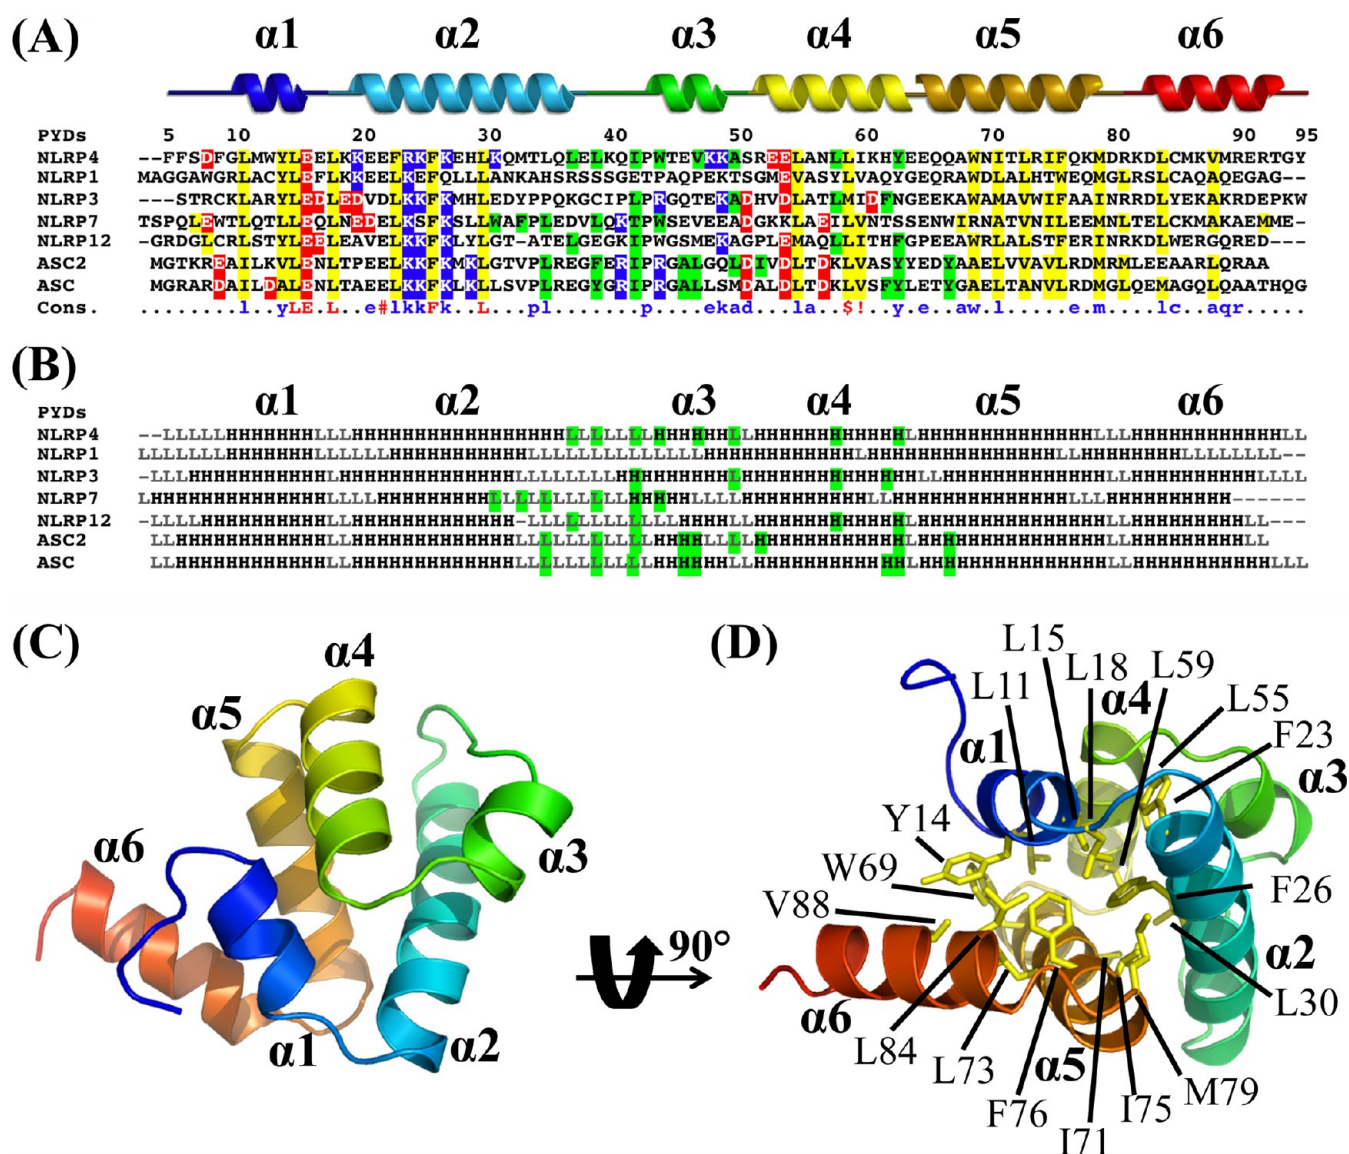 (A)
α1 α2 α3 α4 α5 α6
PYDs 5 10 20 30 40 50 60 70 80 90 95
NLRP4 --FFSDFGLMWYLEELKKEEFRKFKEHLKQMTLQLELKQIPWTEVKKASREELANLLIKHYEEQQAWNITLRIFQKMDRKDLCMKVMRERTGY
NLRP1 MAGGAWGRLACYLEFLKKEELKEFQLLLANKAHSRSSSGETPAQPEKTSGMEVASYLVAQYGEQRAWDLALHTWEQMGLRSLCAQAQEGAG--
NLRP3 ---STRCKLARYLEDLEDVDLKKFKMHLEDYPPQKGCIPLPRGQTEKADHVDLATLMIDFNGEEKAWAMAVWIFAAINRRDLYEKAKRDEPKW
NLRP7 TSPQLEWTLQTLLEQLNEDELKSFKSLLWAFPLEDVLQKTPWSEVEEADGKKLAEILVNTSSENWIRNATVNILEEMNLTELCKMAKAEMME-
NLRP12 -GRDGLCRLSTYLEELEAVELKKFKLYLGT-ATELGEGKIPWGSMEKAGPLEMAQLLITHFGPEEAWRLALSTFERINRKDLWERGQRED---
ASC2 MGTKREAILKVLENLTPEELKKFKMKLGTVPLREGFERIPRGALGQLDIVDLTDKLVASYYEDYAAELVVAVLRDMRMLEEAARLQRAA
ASC MGRARDAILDALENLTAEELKKFKLKLLSVPLREGYGRIPRGALLSMDALDLTDKLVSFYLETYGAELTANVLRDMGLQEMAGQLQAATHQG
Cons. ........l..yLE.L..e#lkkFk..L...pl........p....ekad...la..$!..y.e..aw.l.....e.m....lc..aqr.....
(B)
α1 α2 α3 α4 α5 α6
PYDs
NLRP4
NLRP1
NLRP3
NLRP7
NLRP12
ASC2
ASC
(C)
α4
α5
α6
α3
α1
α2
90°
(D)
L15
L18
L59
L11
α4
L55
F23
α1
α3
Y14
W69
V88
F26
α2
L30
α6
L84
L73
α5
M79
F76
I75
I71